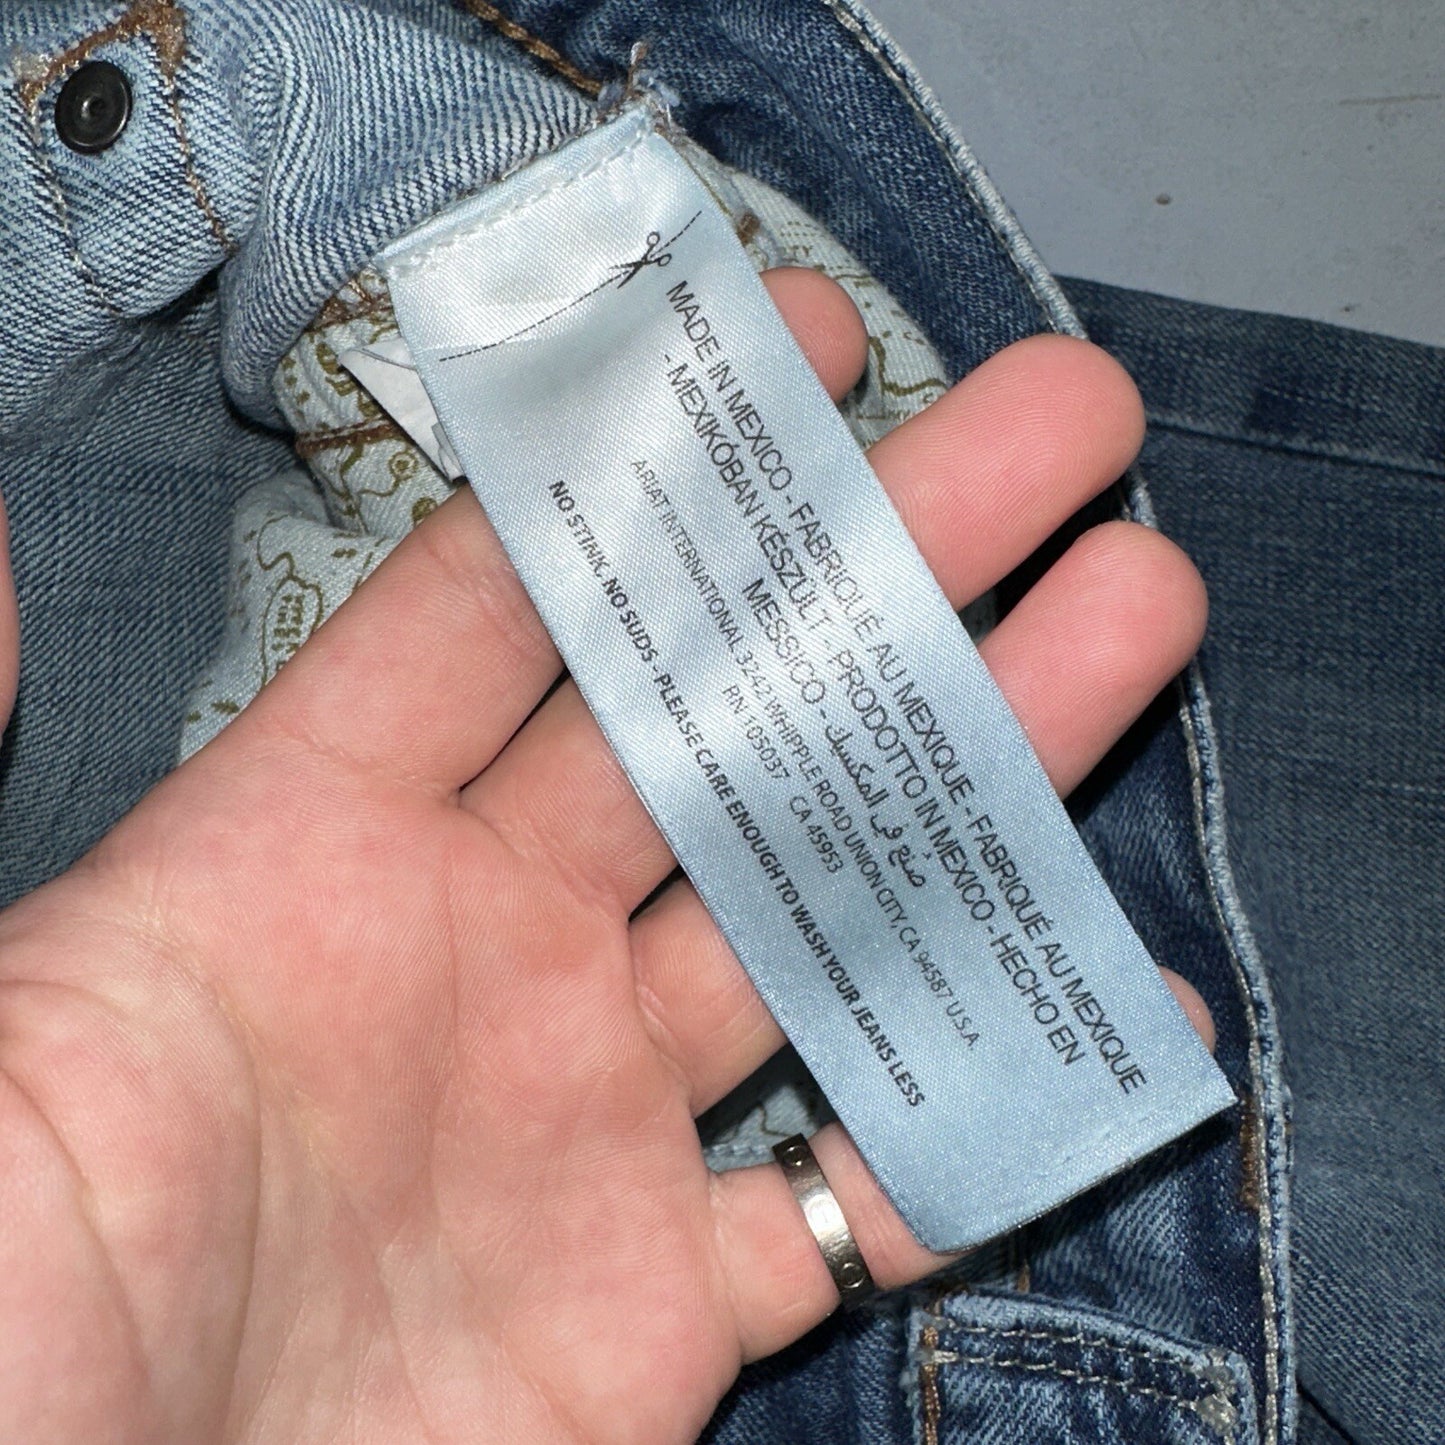 MADE IN MEXICO - FABRIQUÉ AU MEXIQUE - FABRIQUÉ AU MEXIQUE
- MEXIKÓBAN KÉSZÜLT - PRODOTTO IN MEXICO - HECHO EN
MESSICO - صُنع في المكسيك
ARIAT INTERNATIONAL 3242 WHIPPLE ROAD UNION CITY, CA 94587 U.S.A.
RN 105037 CA 45953
NO STINK, NO SUDS - PLEASE CARE ENOUGH TO WASH YOUR JEANS LESS